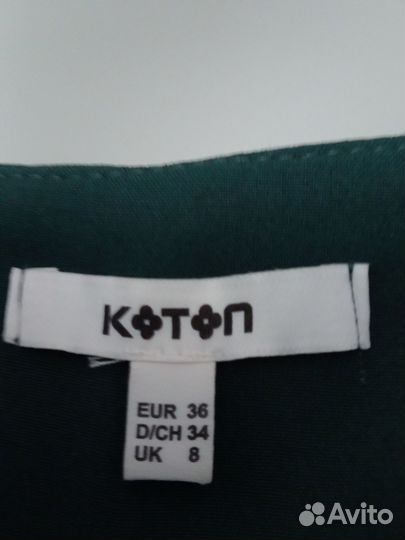 KOTON
EUR 36
D/CH 34
UK 8
Avito